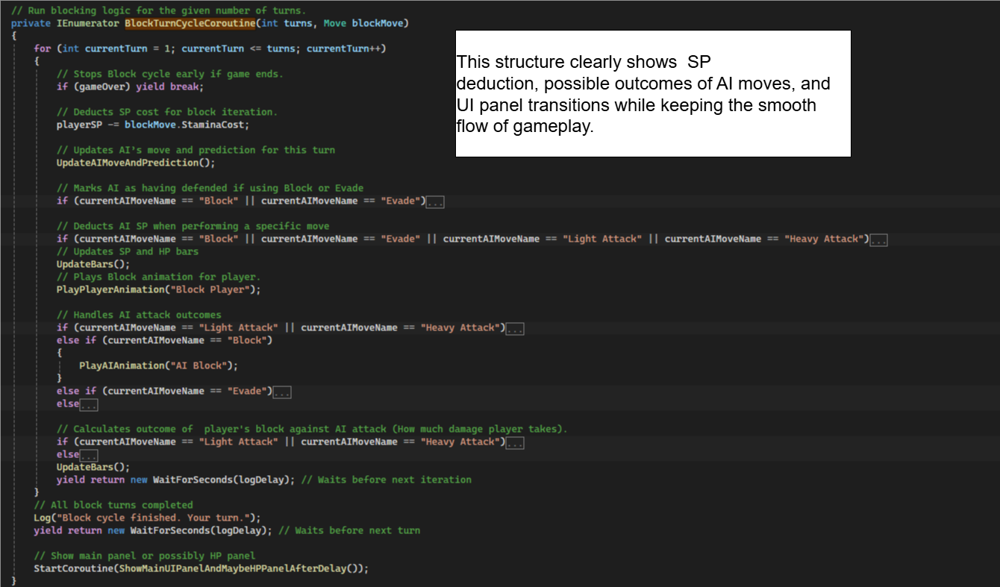 // Run blocking logic for the given number of turns.
private IEnumerator BlockTurnCycleCoroutine(int turns, Move blockMove)
{
for (int currentTurn = 1; currentTurn <= turns; currentTurn++)
{
// Stops Block cycle early if game ends.
if (gameOver) yield break;
// Deducts SP cost for block iteration.
playerSP -= blockMove.StaminaCost;
// Updates AI's move and prediction for this turn
UpdateAIMoveAndPrediction();
// Marks AI as having defended if using Block or Evade
if (currentAIMoveName == "Block" || currentAIMoveName == "Evade")...
// Deducts AI SP when performing a specific move
if (currentAIMoveName == "Block" || currentAIMoveName == "Evade" || currentAIMoveName == "Light Attack" || currentAIMoveName == "Heavy Attack")...
// Updates SP and HP bars
UpdateBars();
// Plays Block animation for player.
PlayPlayerAnimation("Block Player");
// Handles AI attack outcomes
if (currentAIMoveName == "Light Attack" || currentAIMoveName == "Heavy Attack")...
else if (currentAIMoveName == "Block")
{
PlayAIAnimation("AI Block");
}
else if (currentAIMoveName == "Evade")...
else...
// Calculates outcome of  player's block against AI attack (How much damage player takes).
if (currentAIMoveName == "Light Attack" || currentAIMoveName == "Heavy Attack")...
else...
UpdateBars();
yield return new WaitForSeconds(logDelay); // Waits before next iteration
}
// All block turns completed
Log("Block cycle finished. Your turn.");
yield return new WaitForSeconds(logDelay); // Waits before next turn
// Show main panel or possibly HP panel
StartCoroutine(ShowMainUIPanelAndMaybeHPPanelAfterDelay());
}
This structure clearly shows  SP
deduction, possible outcomes of AI moves, and
UI panel transitions while keeping the smooth
flow of gameplay.